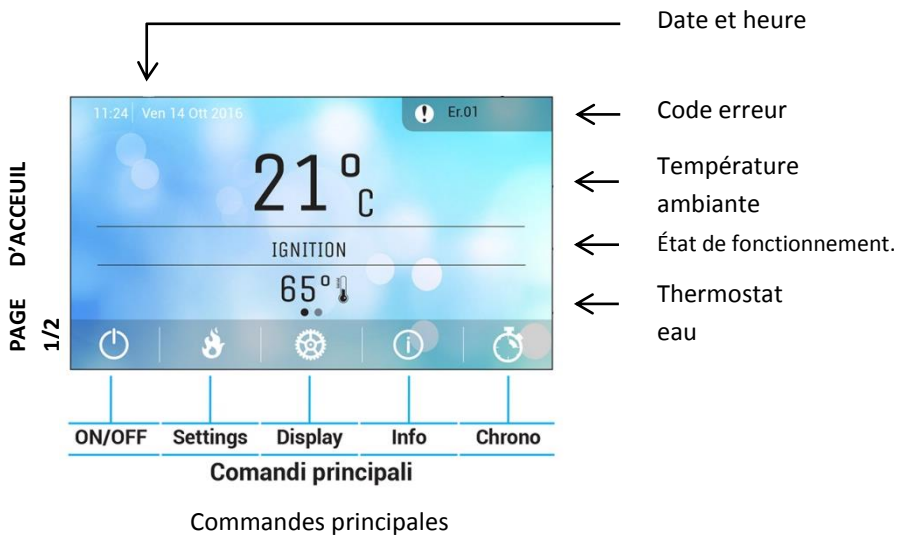 Date et heure
11:24 Ven 14 Ott 2016
Er.01
Code erreur
21°C
Température
ambiante
IGNITION
État de fonctionnement.
65°
Thermostat
eau
PAGE D’ACCEUIL
1/2
ON/OFF Settings Display Info Chrono
Comandi principali
Commandes principales